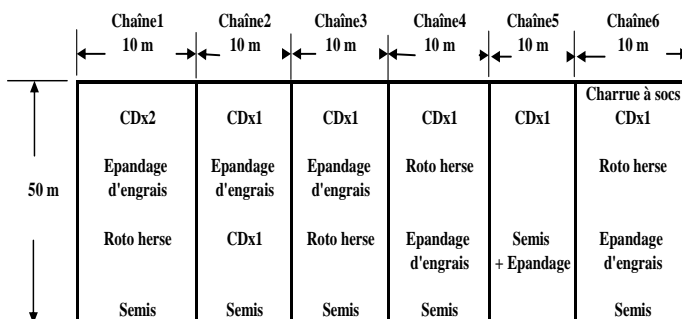 Chaîne1 Chaîne2 Chaîne3 Chaîne4 Chaîne5 Chaîne6
10 m 10 m 10 m 10 m 10 m 10 m
Charrue à socs
CDx2 CDx1 CDx1 CDx1 CDx1 CDx1
Epandage Epandage Epandage Roto herse Roto herse
d'engrais d'engrais d'engrais
50 m
Roto herse CDx1 Roto herse Epandage Semis Epandage
d'engrais + Epandage d'engrais
Semis Semis Semis Semis Semis